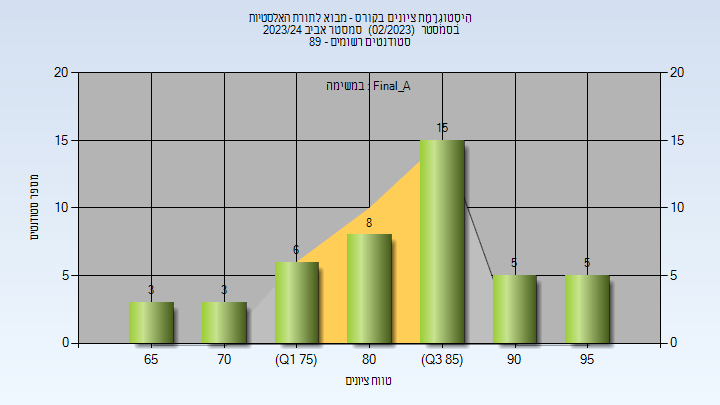 היסטוגרמת ציונים בקורס - מבוא לתורת האלסטיות
בסמסטר (02/2023) סמסטר אביב 2023/24
סטודנטים רשומים - 89
במשימה : Final_A
20
15
10
5
0
20
15
10
5
0
מספר סטודנטים
3
3
6
8
15
5
5
65
70
(Q1 75)
80
(Q3 85)
90
95
טווח ציונים